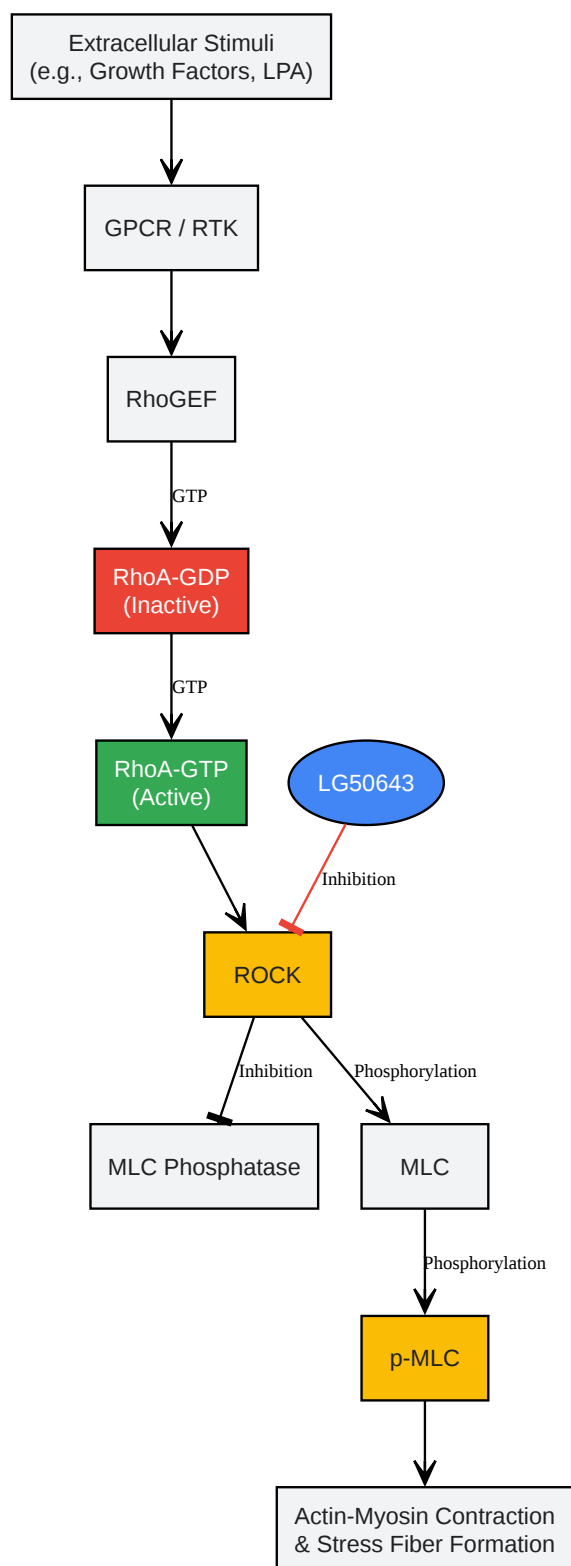 Extracellular Stimuli
(e.g., Growth Factors, LPA)
GPCR / RTK
RhoGEF
GTP
RhoA-GDP
(Inactive)
GTP
RhoA-GTP
(Active)
LG50643
Inhibition
ROCK
Inhibition
Phosphorylation
MLC Phosphatase
MLC
Phosphorylation
p-MLC
Actin-Myosin Contraction
& Stress Fiber Formation